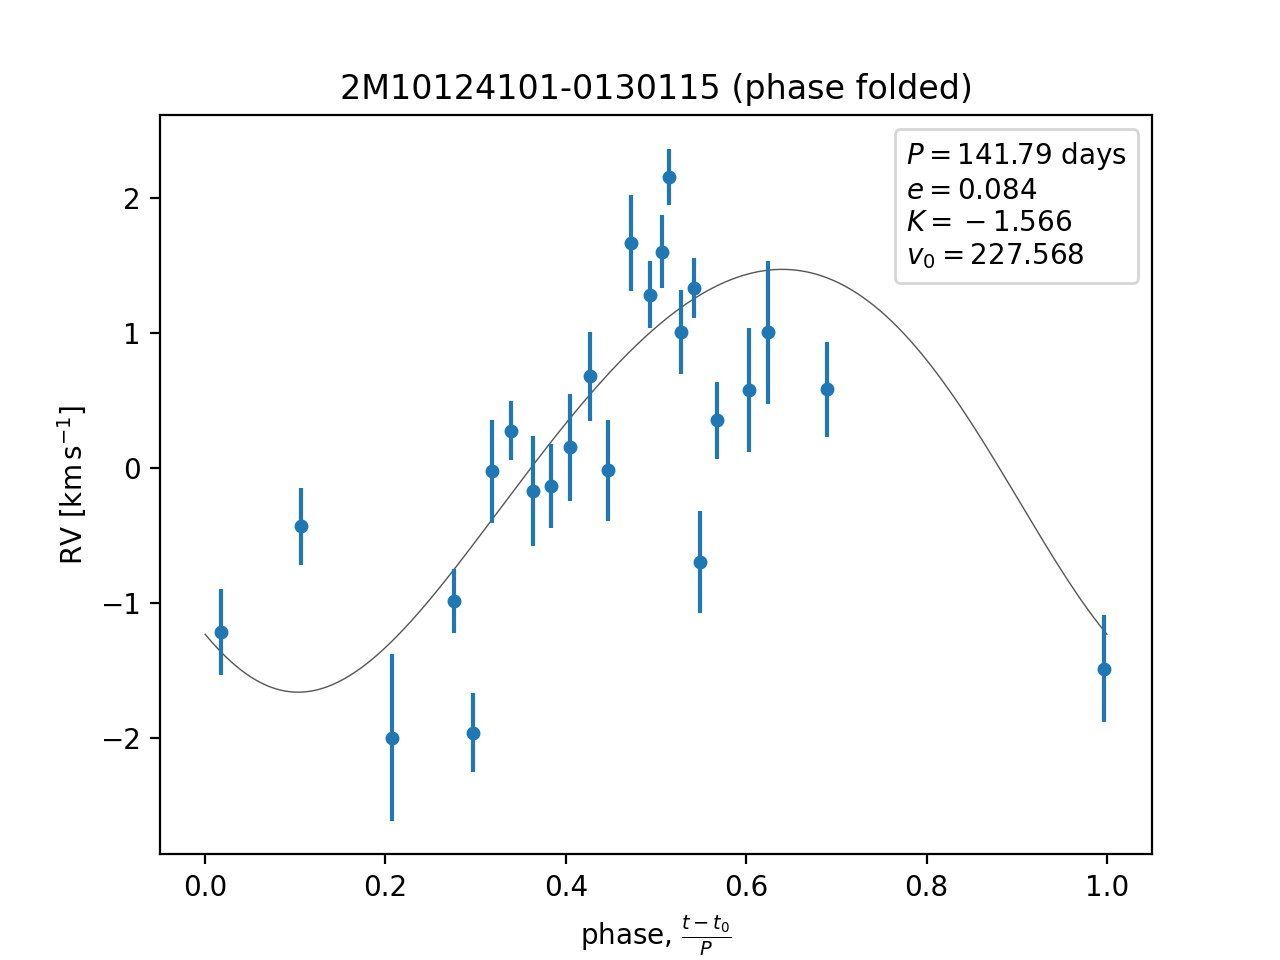 2M10124101-0130115 (phase folded)
P = 141.79 days
e = 0.084
K = −1.566
v₀ = 227.568
2
1
0
−1
−2
RV [km s⁻¹]
0.0 0.2 0.4 0.6 0.8 1.0
phase, (t − t₀)/P